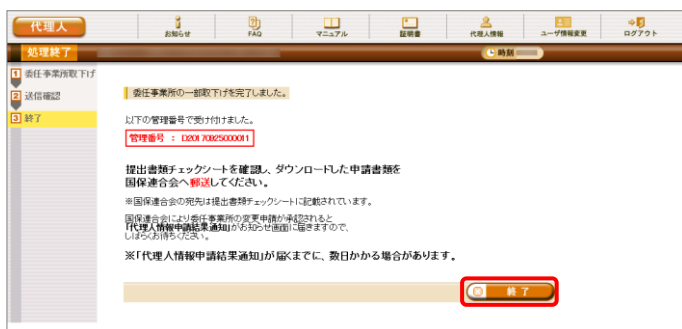 代理人
お知らせ
FAQ
マニュアル
証明書
代理人情報
ユーザ情報変更
ログアウト
処理終了
時刻
1 委任事業所取下げ
2 送信確認
3 終了
委任事業所の一部取下げを完了しました。
以下の管理番号で受け付けました。
管理番号 : D20170925000011
提出書類チェックシートを確認し、ダウンロードした申請書類を
国保連合会へ郵送してください。
※国保連合会の宛先は提出書類チェックシートに記載されています。
国保連合会により委任事業所の変更申請が承認されると
「代理人情報申請結果通知」がお知らせ画面に届きますので、
しばらくお待ちください。
※「代理人情報申請結果通知」が届くまでに、数日かかる場合があります。
終了